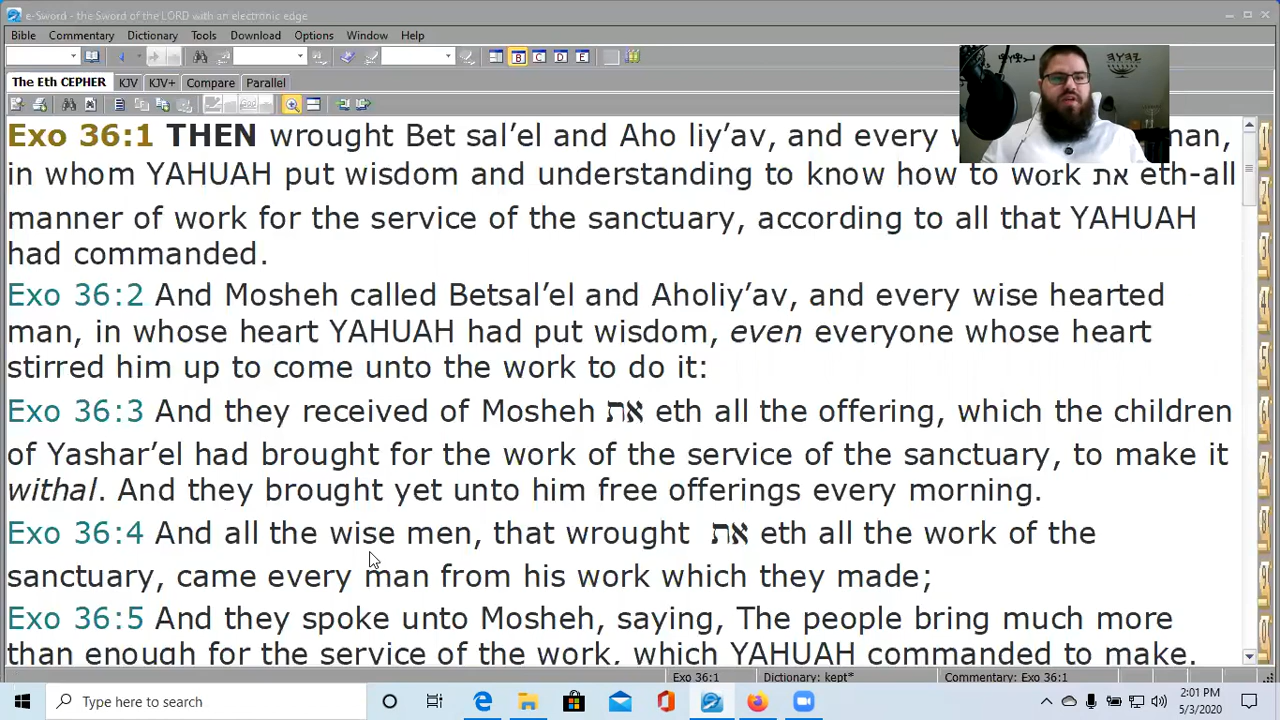 e-Sword - the Sword of the LORD with an electronic edge
Bible Commentary Dictionary Tools Download Options Window Help
B C D E
The Eth CEPHER KJV KJV+ Compare Parallel
Exo 36:1 THEN wrought Bet sal’el and Aho liy’av, and every man,
in whom YAHUAH put wisdom and understanding to know how to work את eth-all
manner of work for the service of the sanctuary, according to all that YAHUAH
had commanded.
Exo 36:2 And Mosheh called Betsal’el and Aholiy’av, and every wise hearted
man, in whose heart YAHUAH had put wisdom, even everyone whose heart
stirred him up to come unto the work to do it:
Exo 36:3 And they received of Mosheh את eth all the offering, which the children
of Yashar’el had brought for the work of the service of the sanctuary, to make it
withal. And they brought yet unto him free offerings every morning.
Exo 36:4 And all the wise men, that wrought את eth all the work of the
sanctuary, came every man from his work which they made;
Exo 36:5 And they spoke unto Mosheh, saying, The people bring much more
than enough for the service of the work, which YAHUAH commanded to make.
Exo 36:1 Dictionary: kept* Commentary: Exo 36:1
Type here to search
2:01 PM
5/3/2020